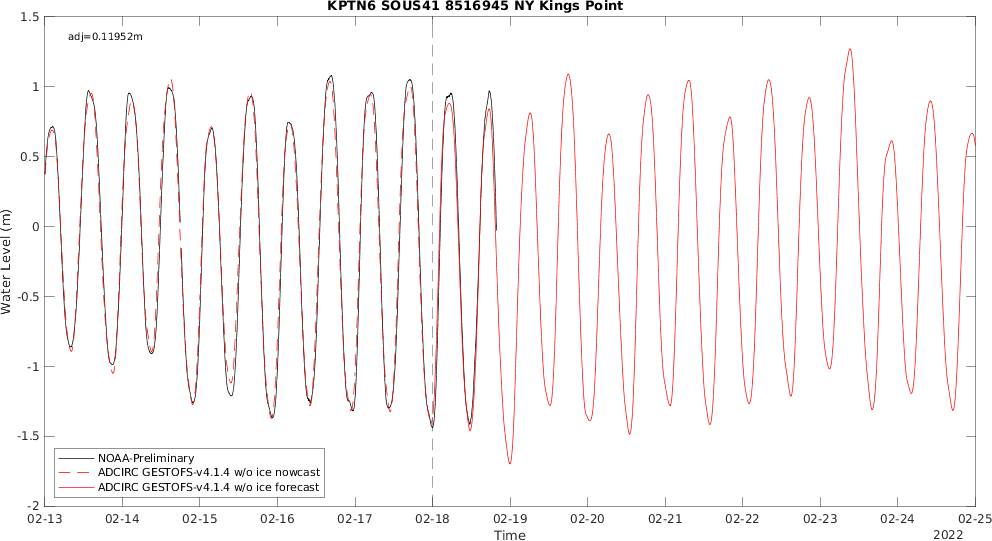 KPTN6 SOUS41 8516945 NY Kings Point
adj=0.11952m
1.5
1
0.5
0
-0.5
-1
-1.5
-2
Water Level (m)
NOAA-Preliminary
ADCIRC GESTOFS-v4.1.4 w/o ice nowcast
ADCIRC GESTOFS-v4.1.4 w/o ice forecast
02-13 02-14 02-15 02-16 02-17 02-18 02-19 02-20 02-21 02-22 02-23 02-24 02-25
Time
2022